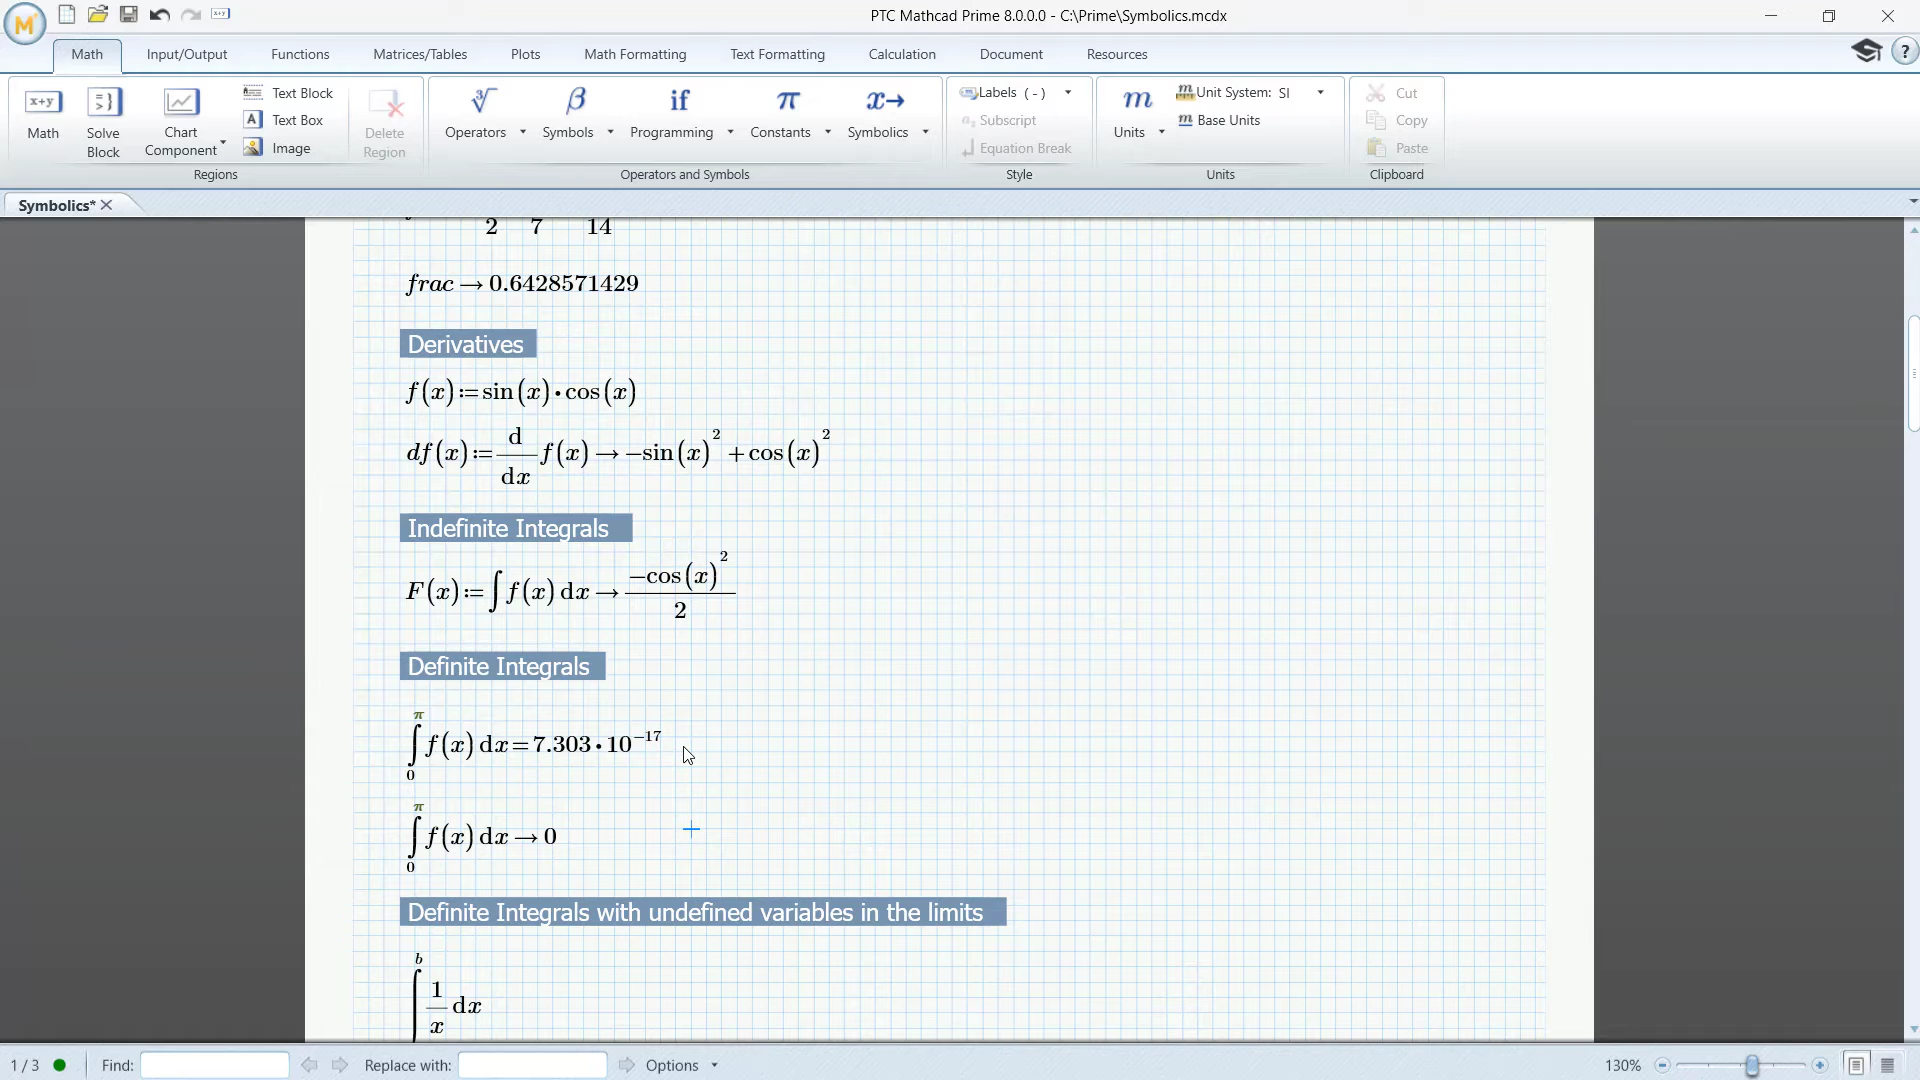 PTC Mathcad Prime 8.0.0.0 - C:\Prime\Symbolics.mcdx
Math Input/Output Functions Matrices/Tables Plots Math Formatting Text Formatting Calculation Document Resources
Math
Solve Block
Chart Component
Text Block
Text Box
Image
Delete Region
Regions
Operators
Symbols
if
Programming
π
Constants
Symbolics
Operators and Symbols
Labels ( - )
Subscript
Equation Break
Style
Units
Unit System: SI
Base Units
Units
Cut
Copy
Paste
Clipboard
Symbolics*
2 7 14
frac → 0.6428571429
Derivatives
f(x) := sin(x) • cos(x)
df(x) := d/dx f(x) → −sin(x)² + cos(x)²
Indefinite Integrals
F(x) := ∫ f(x) dx → −cos(x)²/2
Definite Integrals
π
∫ f(x) dx = 7.303 • 10⁻¹⁷
0
π
∫ f(x) dx → 0
0
Definite Integrals with undefined variables in the limits
b
∫ 1/x dx
1 / 3 Find: Replace with: Options 130%